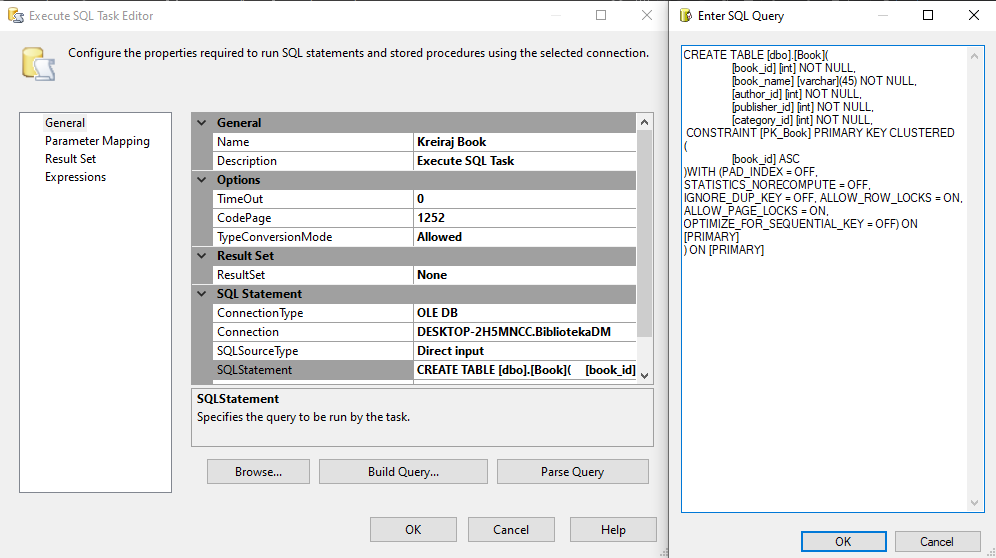 Execute SQL Task Editor
Configure the properties required to run SQL statements and stored procedures using the selected connection.
General
Parameter Mapping
Result Set
Expressions
General
Name Kreiraj Book
Description Execute SQL Task
Options
TimeOut 0
CodePage 1252
TypeConversionMode Allowed
Result Set
ResultSet None
SQL Statement
ConnectionType OLE DB
Connection DESKTOP-2H5MNCC.BibliotekaDM
SQLSourceType Direct input
SQLStatement CREATE TABLE [dbo].[Book]( [book_id]
SQLStatement
Specifies the query to be run by the task.
Browse... Build Query... Parse Query
OK Cancel Help
Enter SQL Query
CREATE TABLE [dbo].[Book](
[book_id] [int] NOT NULL,
[book_name] [varchar](45) NOT NULL,
[author_id] [int] NOT NULL,
[publisher_id] [int] NOT NULL,
[category_id] [int] NOT NULL,
CONSTRAINT [PK_Book] PRIMARY KEY CLUSTERED
(
[book_id] ASC
)WITH (PAD_INDEX = OFF,
STATISTICS_NORECOMPUTE = OFF,
IGNORE_DUP_KEY = OFF, ALLOW_ROW_LOCKS = ON,
ALLOW_PAGE_LOCKS = ON,
OPTIMIZE_FOR_SEQUENTIAL_KEY = OFF) ON
[PRIMARY]
) ON [PRIMARY]
OK Cancel